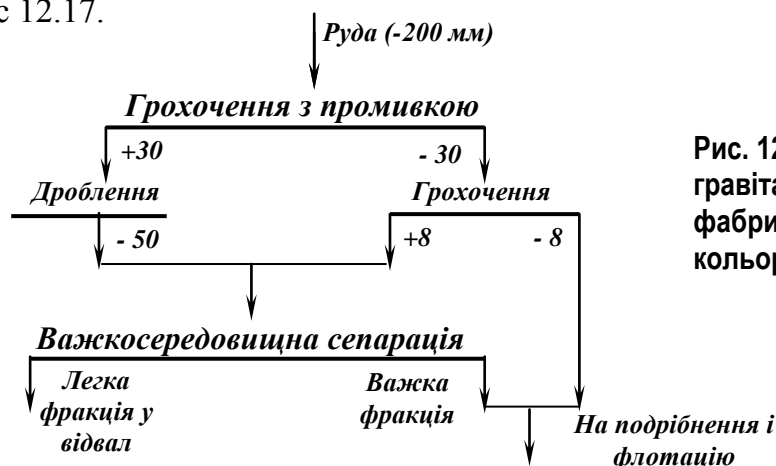 с 12.17.
Руда (-200 мм)
Грохочення з промивкою
+30
- 30
Дроблення
Грохочення
- 50
+8
- 8
Важкосередовищна сепарація
Легка
фракція у
відвал
Важка
фракція
На подрібнення і
флотацію
Рис. 12
гравіта
фабри
кольор